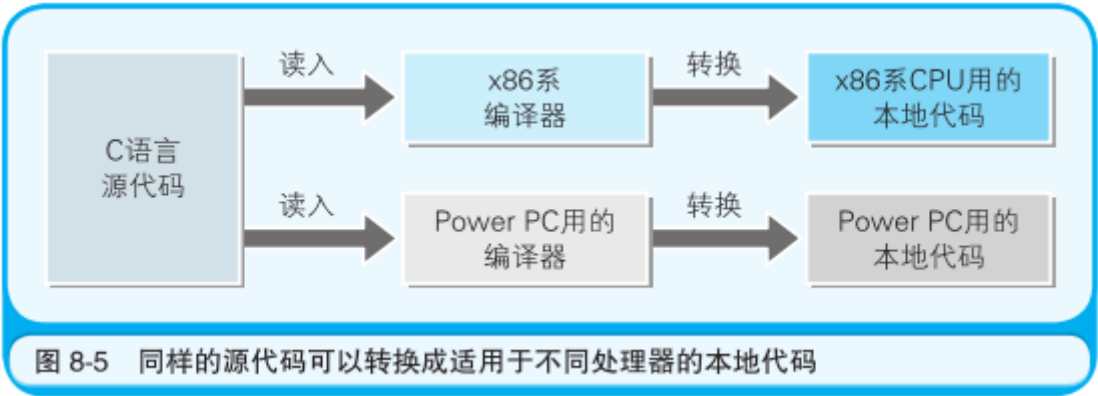 C语言
源代码
读入
x86系
编译器
转换
x86系CPU用的
本地代码
读入
Power PC用的
编译器
转换
Power PC用的
本地代码
图 8-5 同样的源代码可以转换成适用于不同处理器的本地代码